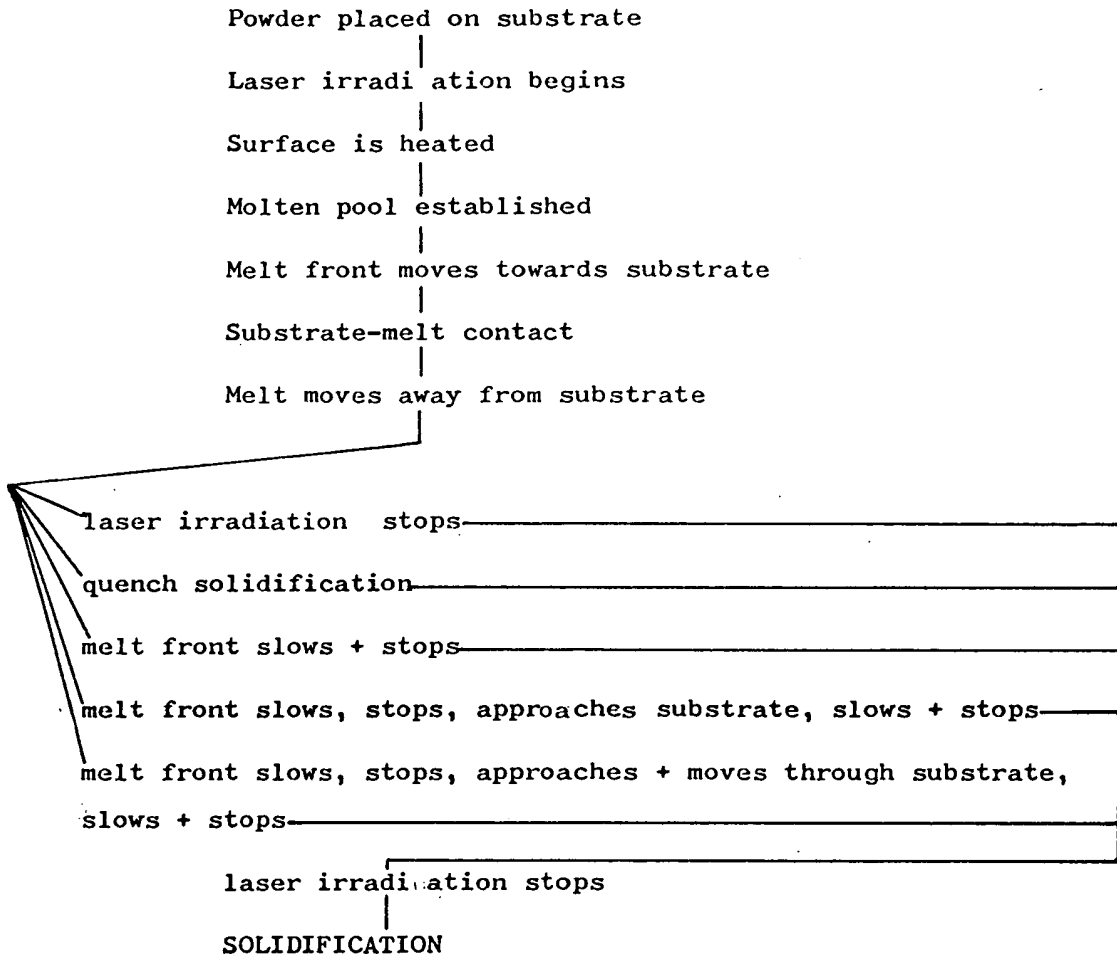 Powder placed on substrate
Laser irradi ation begins
Surface is heated
Molten pool established
Melt front moves towards substrate
Substrate-melt contact
Melt moves away from substrate
laser irradiation stops
quench solidification
melt front slows + stops
melt front slows, stops, approaches substrate, slows + stops
melt front slows, stops, approaches + moves through substrate,
slows + stops
laser irradiation stops
SOLIDIFICATION